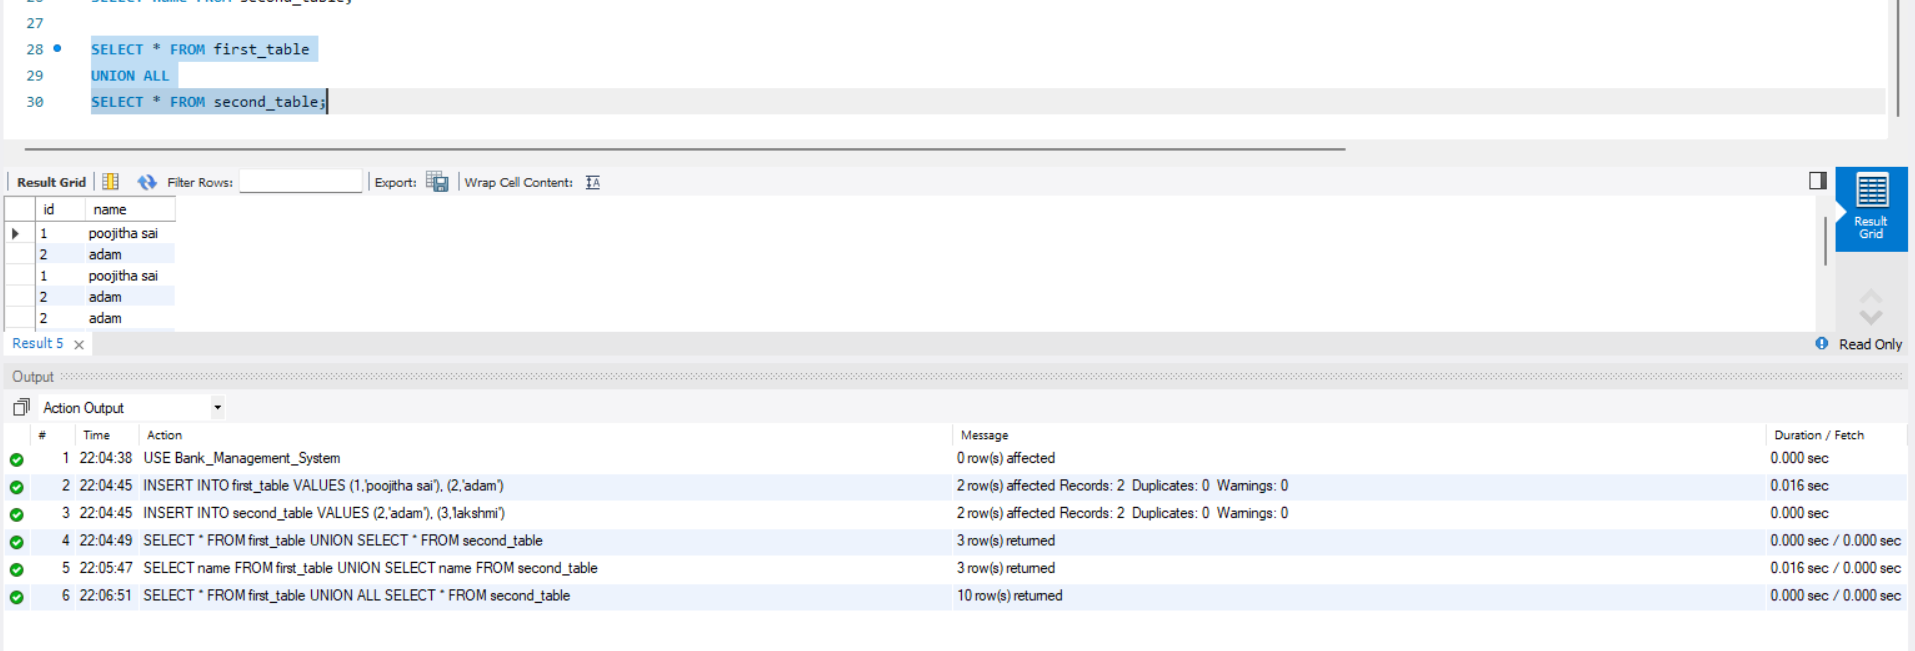 26 SELECT name FROM second_table;
27
28 SELECT * FROM first_table
29 UNION ALL
30 SELECT * FROM second_table;
Result Grid Filter Rows: Export: Wrap Cell Content: IA
id name
1 poojitha sai
2 adam
1 poojitha sai
2 adam
2 adam
Result Grid
Result 5 × Read Only
Output
Action Output
# Time Action Message Duration / Fetch
1 22:04:38 USE Bank_Management_System 0 row(s) affected 0.000 sec
2 22:04:45 INSERT INTO first_table VALUES (1,'poojitha sai'), (2,'adam') 2 row(s) affected Records: 2 Duplicates: 0 Warnings: 0 0.016 sec
3 22:04:45 INSERT INTO second_table VALUES (2,'adam'), (3,'lakshmi') 2 row(s) affected Records: 2 Duplicates: 0 Warnings: 0 0.000 sec
4 22:04:49 SELECT * FROM first_table UNION SELECT * FROM second_table 3 row(s) returned 0.000 sec / 0.000 sec
5 22:05:47 SELECT name FROM first_table UNION SELECT name FROM second_table 3 row(s) returned 0.016 sec / 0.000 sec
6 22:06:51 SELECT * FROM first_table UNION ALL SELECT * FROM second_table 10 row(s) returned 0.000 sec / 0.000 sec